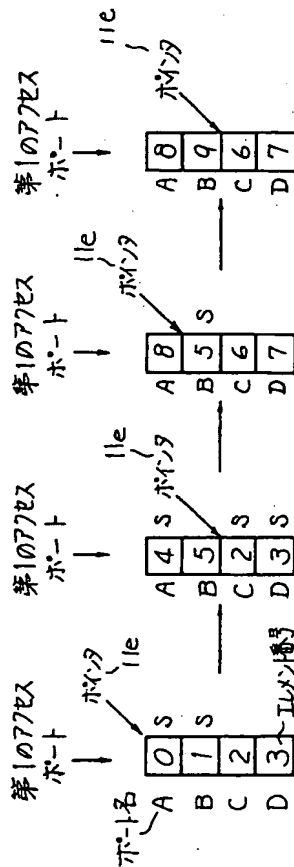 第1のアクセス
ポート
ポインタ
11e
ポート名
A 0 S
B 1 S
C 2
D 3
エレメント番号
第1のアクセス
ポート
ポインタ
11e
A 4 S
B 5
C 2 S
D 3 S
第1のアクセス
ポート
ポインタ
11e
A 8
B 5 S
C 6
D 7
第1のアクセス
ポート
ポインタ
11e
A 8
B 9
C 6
D 7